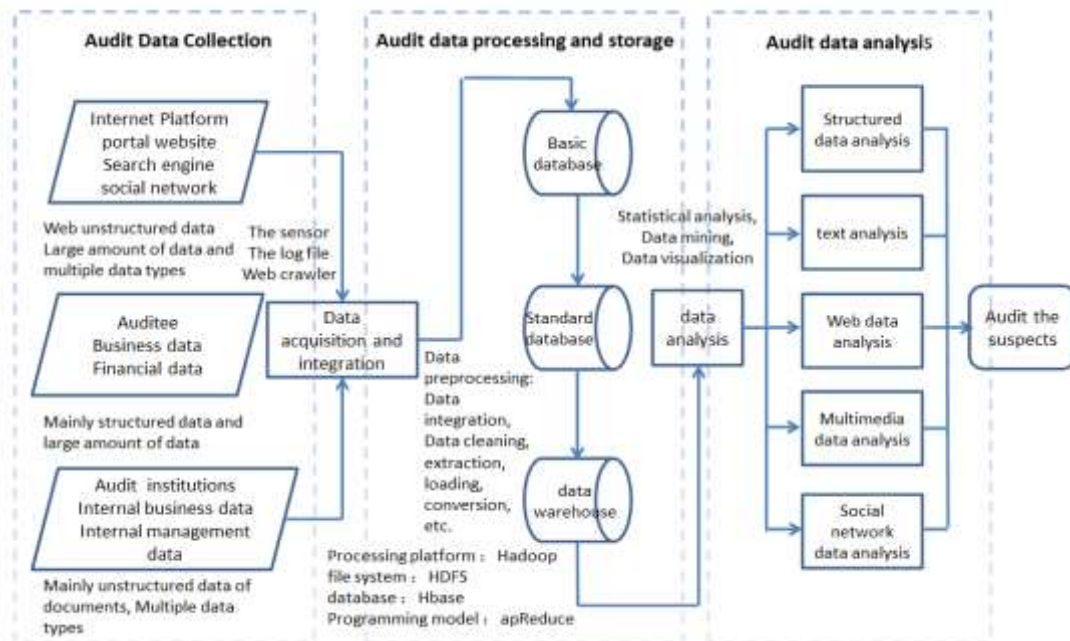 Audit Data Collection
Internet Platform
portal website
Search engine
social network
Web unstructured data
Large amount of data and
multiple data types
Auditee
Business data
Financial data
Mainly structured data and
large amount of data
Audit institutions
Internal business data
Internal management
data
Mainly unstructured data of
documents, Multiple data
types
The sensor
The log file
Web crawler
Data
acquisition and
integration
Audit data processing and storage
Basic
database
Standard
database
data
warehouse
Data
preprocessing:
Data
integration,
Data cleaning,
extraction,
loading,
conversion,
etc.
Processing platform： Hadoop
file system： HDFS
database： Hbase
Programming model： apReduce
Statistical analysis,
Data mining,
Data visualization
data
analysis
Audit data analysis
Structured
data analysis
text analysis
Web data
analysis
Multimedia
data analysis
Social
network
data analysis
Audit the
suspects